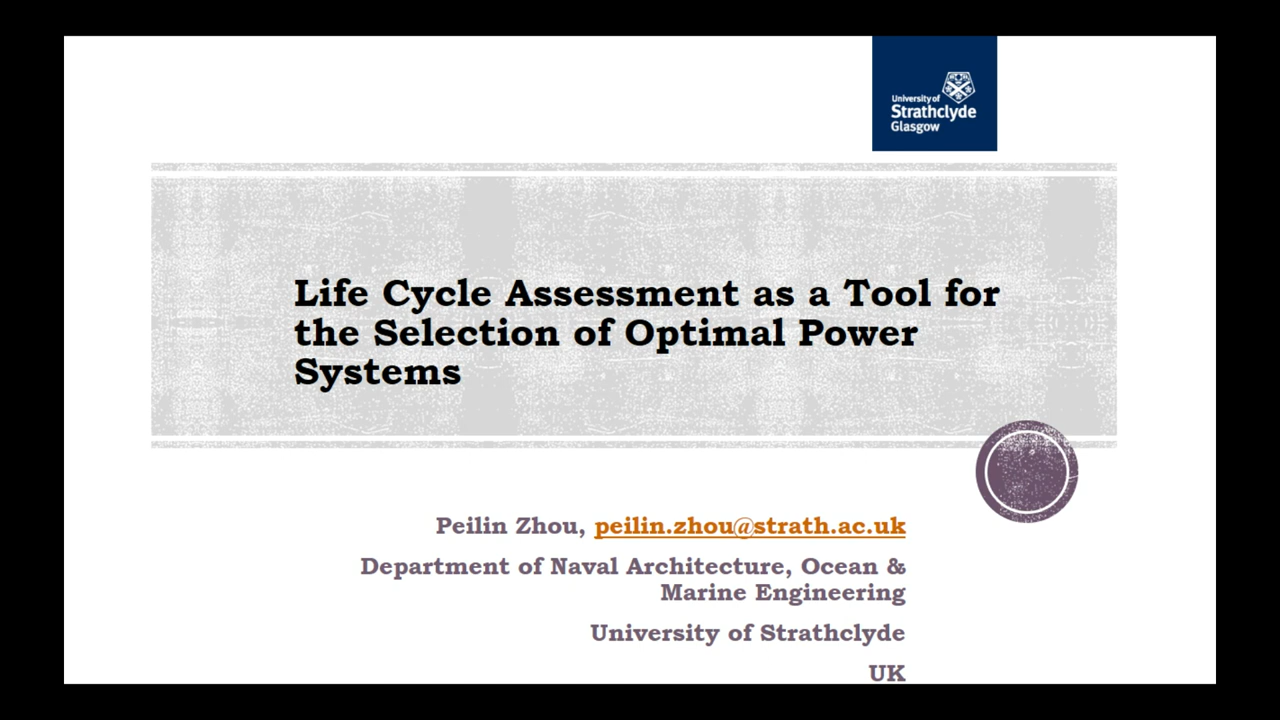 University of
Strathclyde
Glasgow
Life Cycle Assessment as a Tool for
the Selection of Optimal Power
Systems
Peilin Zhou, peilin.zhou@strath.ac.uk
Department of Naval Architecture, Ocean &
Marine Engineering
University of Strathclyde
UK